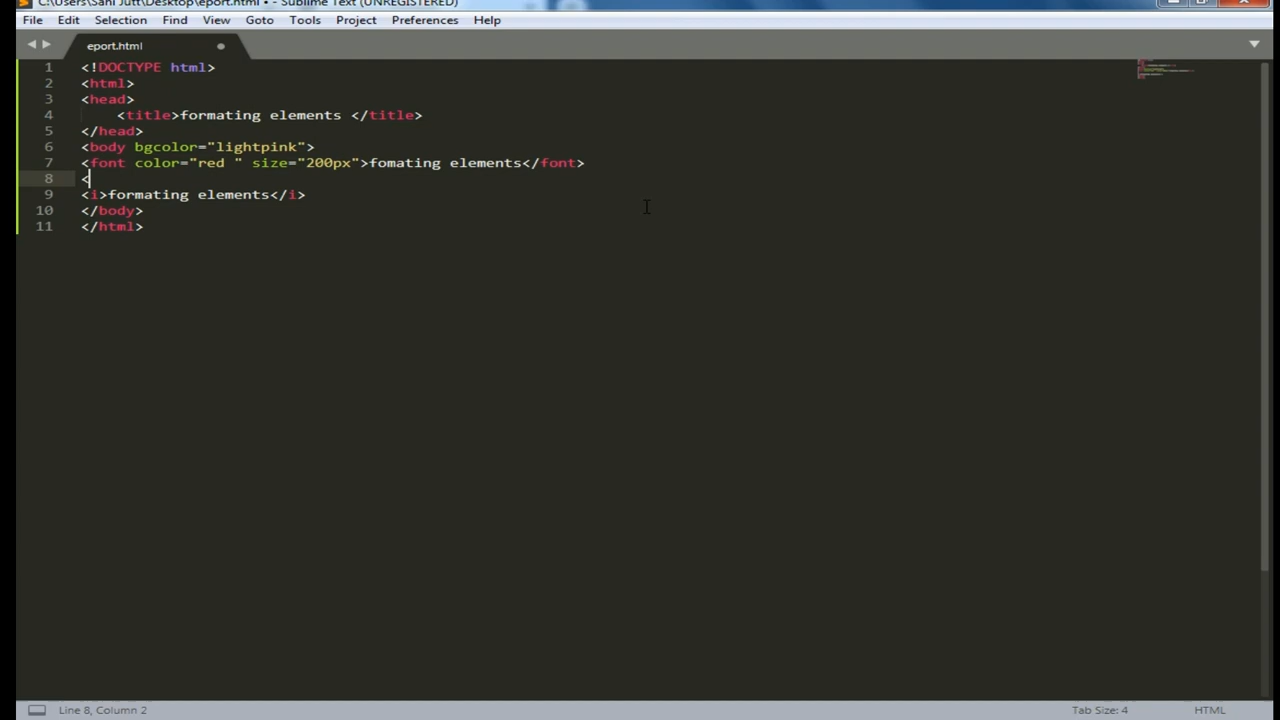 C:\Users\Sani Jutt\Desktop\eport.html • - Sublime Text (UNREGISTERED)
File Edit Selection Find View Goto Tools Project Preferences Help
eport.html
1 <!DOCTYPE html>
2 <html>
3 <head>
4 <title>formating elements </title>
5 </head>
6 <body bgcolor="lightpink">
7 <font color="red " size="200px">fomating elements</font>
8 <
9 <i>formating elements</i>
10 </body>
11 </html>
Line 8, Column 2
Tab Size: 4
HTML